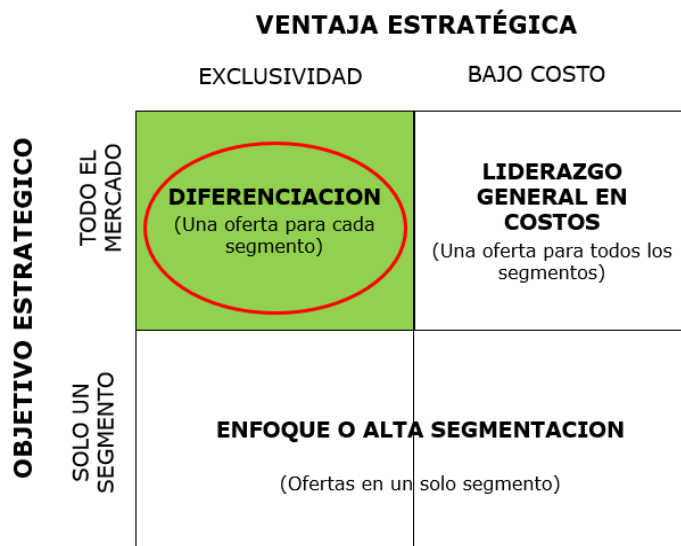 VENTAJA ESTRATÉGICA
EXCLUSIVIDAD
BAJO COSTO
OBJETIVO ESTRATEGICO
TODO EL
MERCADO
DIFERENCIACION
(Una oferta para cada
segmento)
LIDERAZGO
GENERAL EN
COSTOS
(Una oferta para todos los
segmentos)
SOLO UN
SEGMENTO
ENFOQUE O ALTA SEGMENTACION
(Ofertas en un solo segmento)